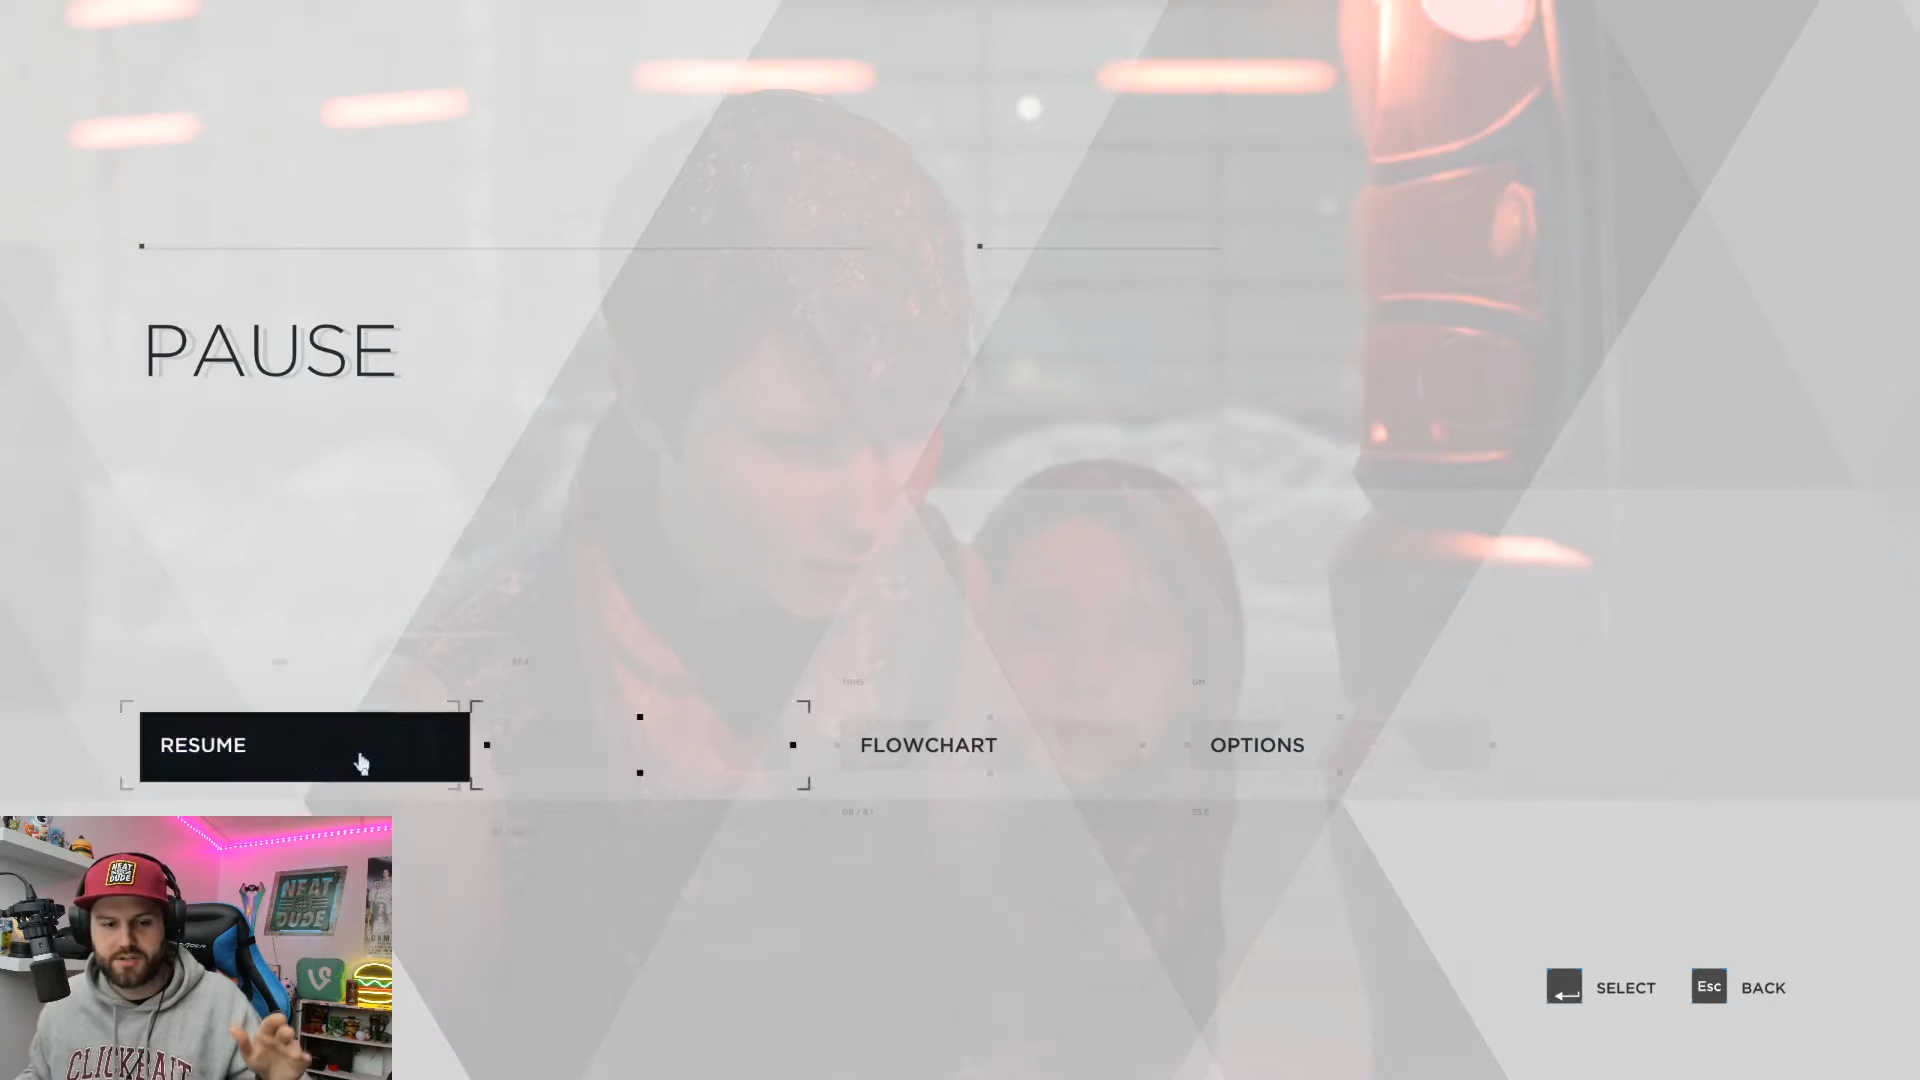 PAUSE
RESUME
FLOWCHART
OPTIONS
SELECT
Esc
BACK
NEAT
DUDE
NEAT
DUDE
CLICKBAIT